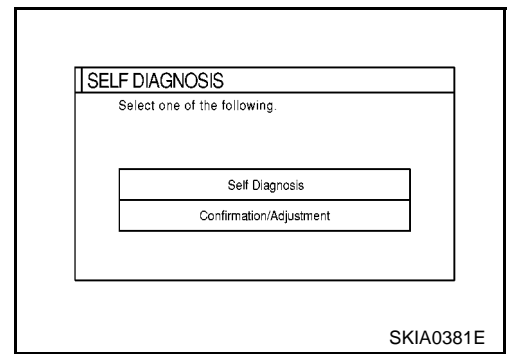 SELF DIAGNOSIS
Select one of the following.
Self Diagnosis
Confirmation/Adjustment
SKIA0381E